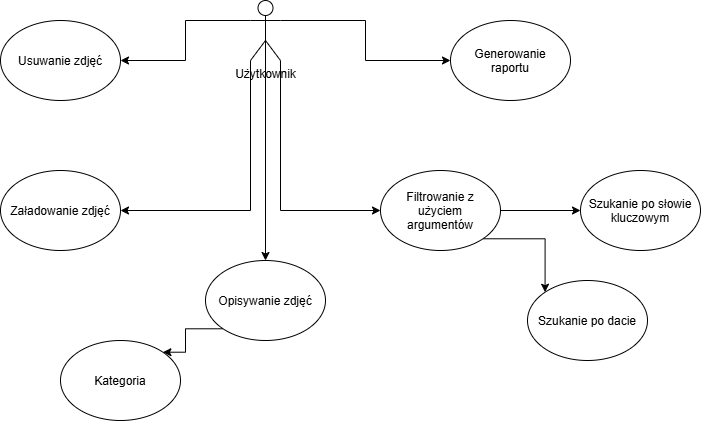 Usuwanie zdjęć
Użytkownik
Generowanie
raportu
Załadowanie zdjęć
Filtrowanie z
użyciem
argumentów
Szukanie po słowie
kluczowym
Opisywanie zdjęć
Szukanie po dacie
Kategoria